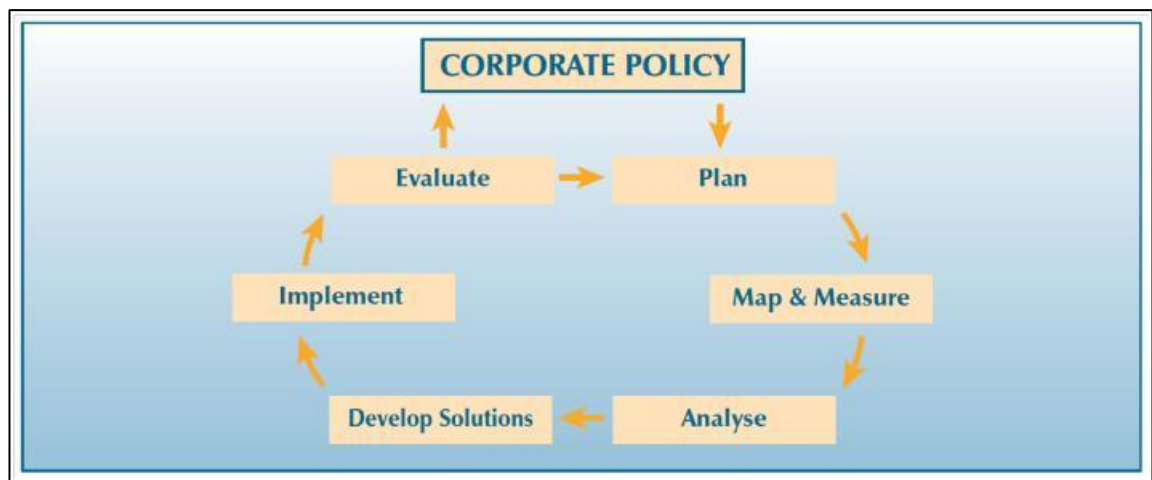 CORPORATE POLICY
Evaluate
Plan
Implement
Map & Measure
Develop Solutions
Analyse